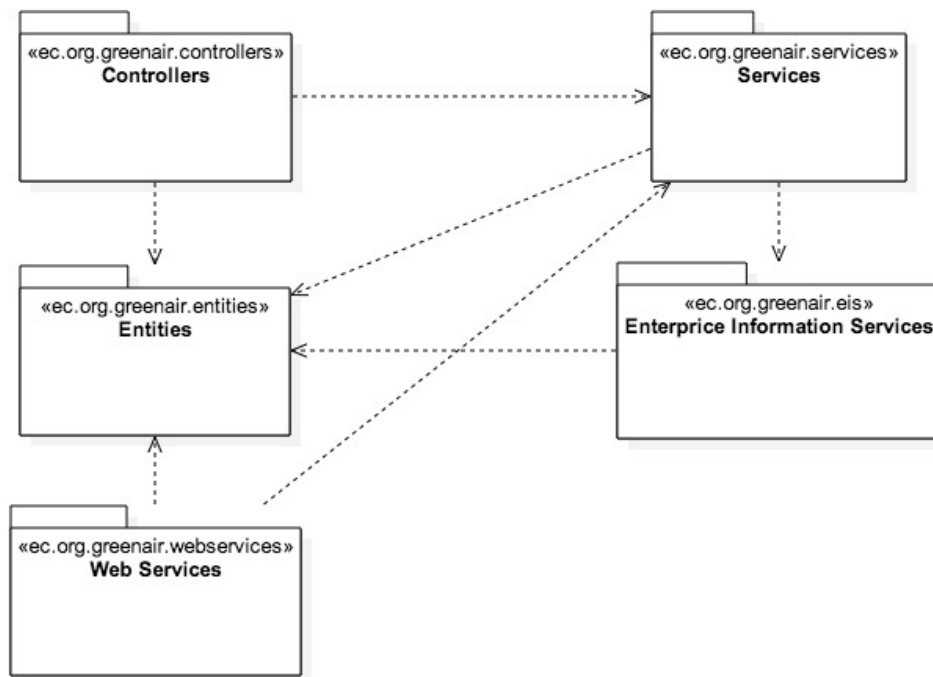 «ec.org.greenair.controllers»
Controllers
«ec.org.greenair.services»
Services
«ec.org.greenair.entities»
Entities
«ec.org.greenair.eis»
Enterprice Information Services
«ec.org.greenair.webservices»
Web Services